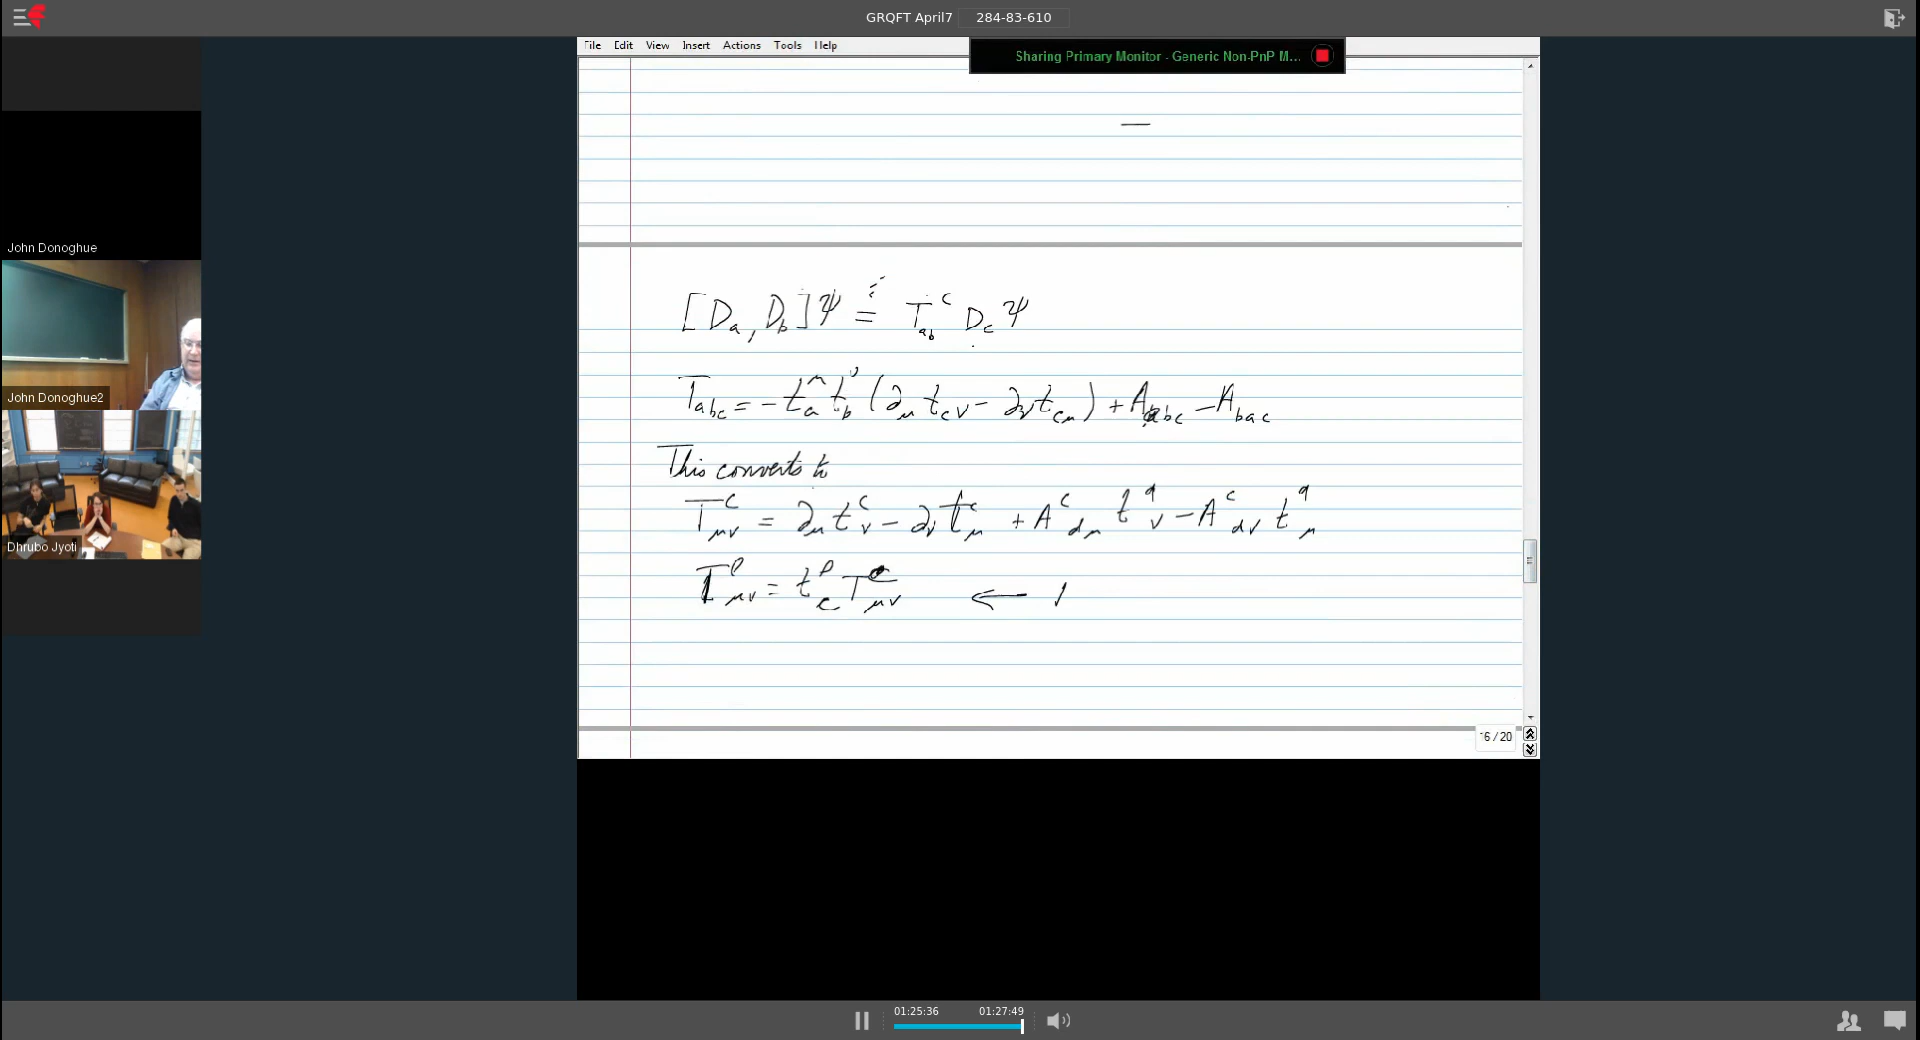 GRQFT April7 284-83-610
File Edit View Insert Actions Tools Help
Sharing Primary Monitor - Generic Non-PnP M...
John Donoghue
John Donoghue2
Dhrubo Jyoti
[D_a, D_b]ψ = T_ab^c D_c ψ
T_abc = - t_a^μ t_b^ν (∂_μ t_cν - ∂_ν t_cμ) + A_abc - A_bac
This converts to
T^c_μν = ∂_μ t^c_ν - ∂_ν t^c_μ + A^c_dμ t^d_ν - A^c_dν t^d_μ
T^ρ_μν = t^ρ_c T^c_μν ←
16 / 20
01:25:36 01:27:49